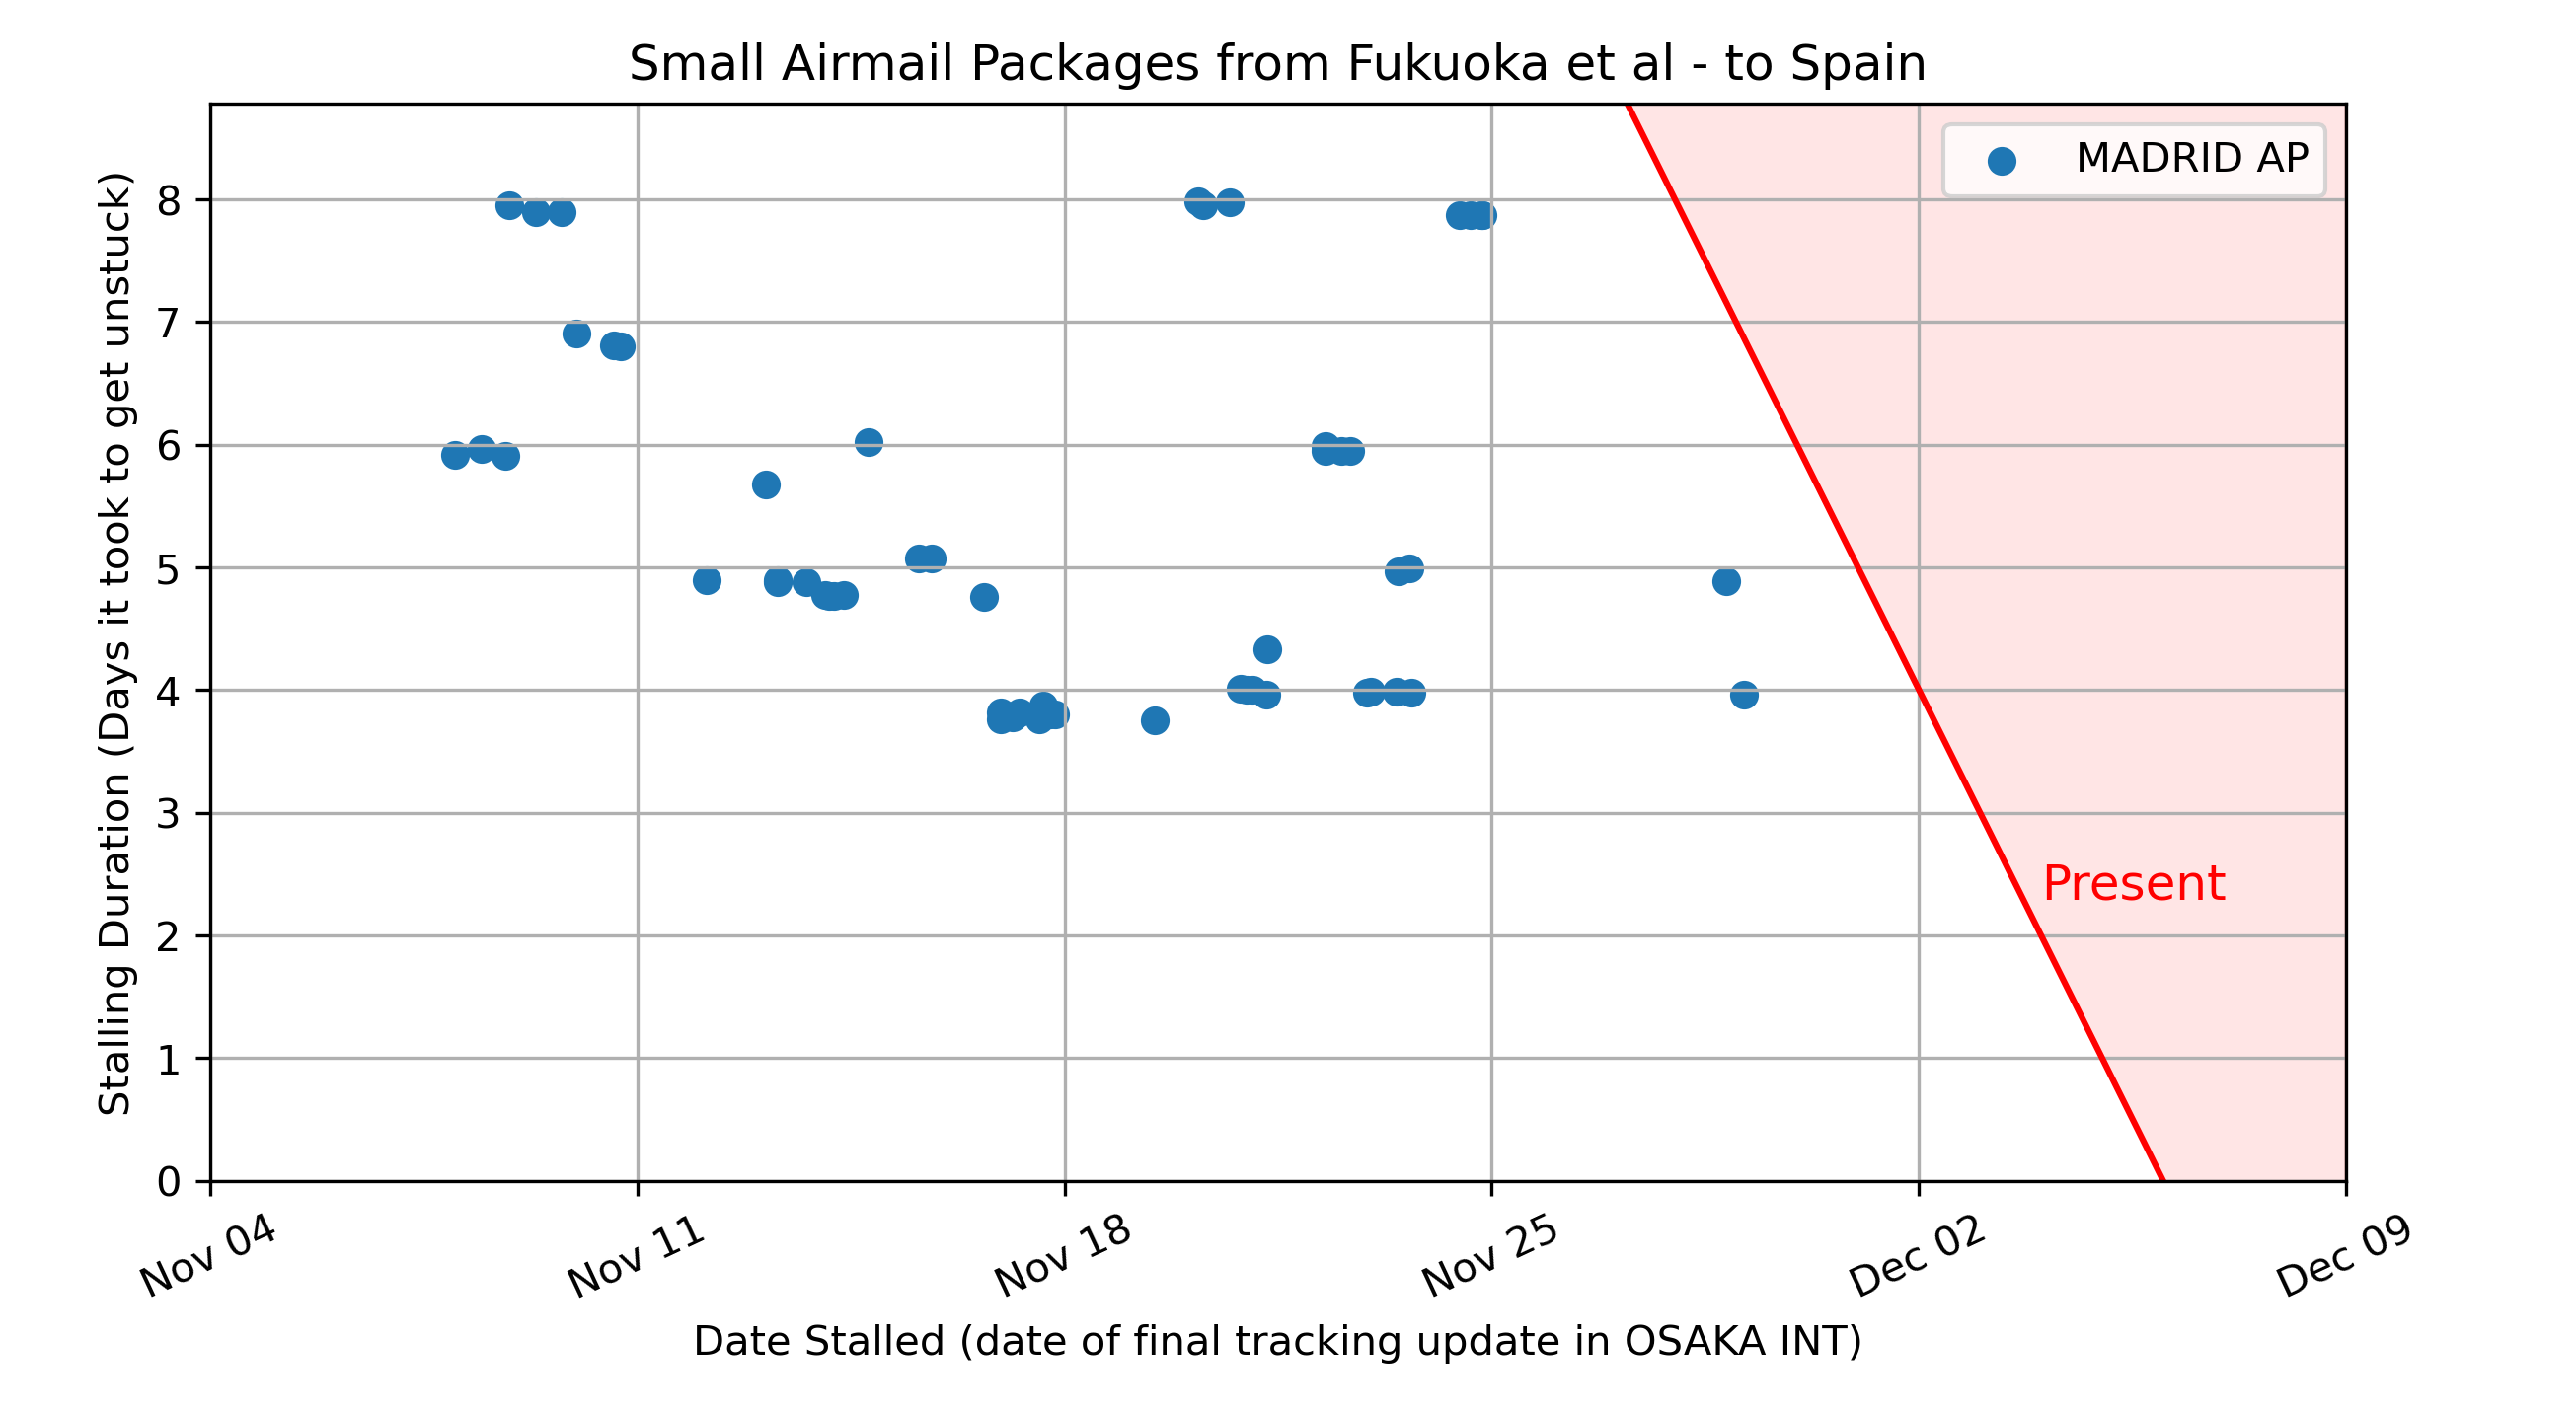 Small Airmail Packages from Fukuoka et al - to Spain
MADRID AP
Stalling Duration (Days it took to get unstuck)
8
7
6
5
4
3
2
1
0
Present
Nov 04
Nov 11
Nov 18
Nov 25
Dec 02
Dec 09
Date Stalled (date of final tracking update in OSAKA INT)